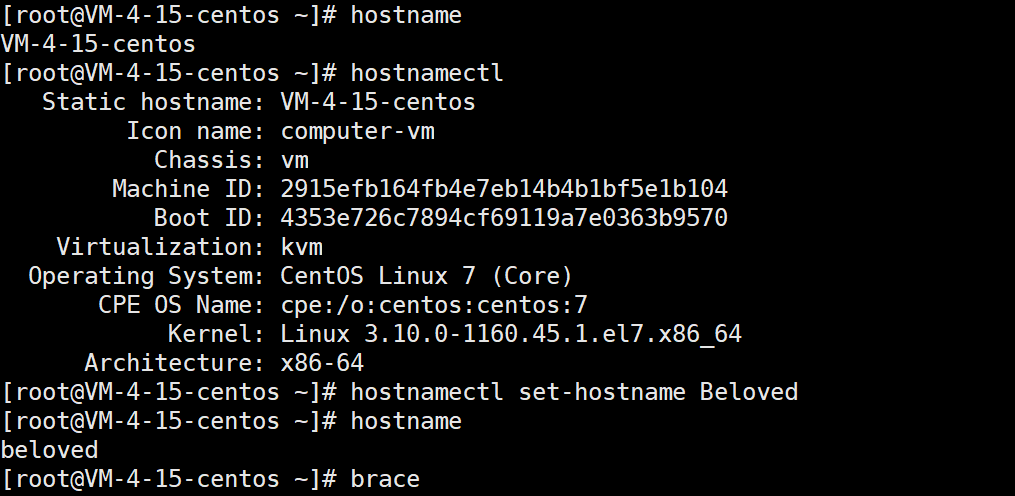 [root@VM-4-15-centos ~]# hostname
VM-4-15-centos
[root@VM-4-15-centos ~]# hostnamectl
   Static hostname: VM-4-15-centos
         Icon name: computer-vm
           Chassis: vm
        Machine ID: 2915efb164fb4e7eb14b4b1bf5e1b104
           Boot ID: 4353e726c7894cf69119a7e0363b9570
    Virtualization: kvm
  Operating System: CentOS Linux 7 (Core)
       CPE OS Name: cpe:/o:centos:centos:7
            Kernel: Linux 3.10.0-1160.45.1.el7.x86_64
      Architecture: x86-64
[root@VM-4-15-centos ~]# hostnamectl set-hostname Beloved
[root@VM-4-15-centos ~]# hostname
beloved
[root@VM-4-15-centos ~]# brace